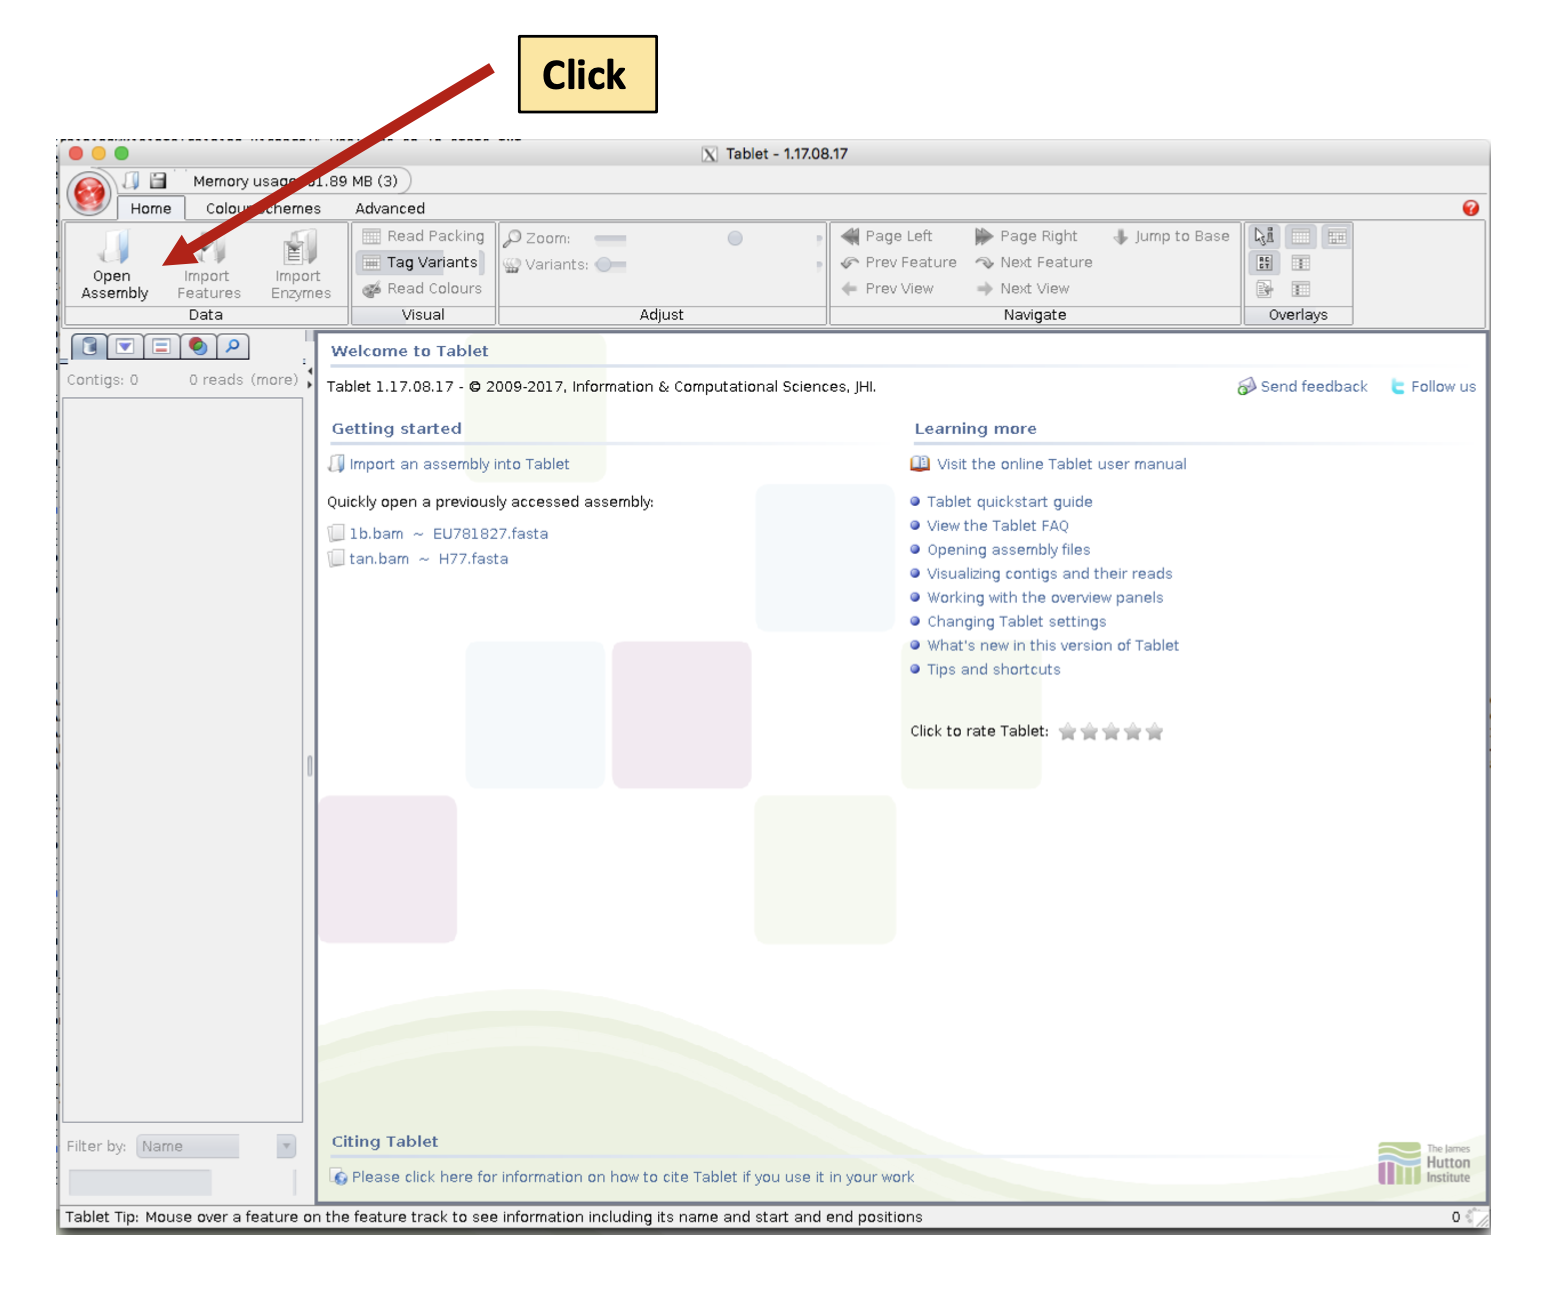 Click
Tablet - 1.17.08.17
Memory usage: 31.89 MB (3)
Home Colour Schemes Advanced
Open Assembly
Import Features
Import Enzymes
Data
Read Packing
Tag Variants
Read Colours
Visual
Zoom:
Variants:
Adjust
Page Left Page Right Jump to Base
Prev Feature Next Feature
Prev View Next View
Navigate
Overlays
Contigs: 0 0 reads (more)
Welcome to Tablet
Tablet 1.17.08.17 - © 2009-2017, Information & Computational Sciences, JHI.
Send feedback Follow us
Getting started
Import an assembly into Tablet
Quickly open a previously accessed assembly:
1b.bam ~ EU781827.fasta
tan.bam ~ H77.fasta
Learning more
Visit the online Tablet user manual
Tablet quickstart guide
View the Tablet FAQ
Opening assembly files
Visualizing contigs and their reads
Working with the overview panels
Changing Tablet settings
What's new in this version of Tablet
Tips and shortcuts
Click to rate Tablet:
Filter by: Name
Citing Tablet
Please click here for information on how to cite Tablet if you use it in your work
The James
Hutton
Institute
Tablet Tip: Mouse over a feature on the feature track to see information including its name and start and end positions
0